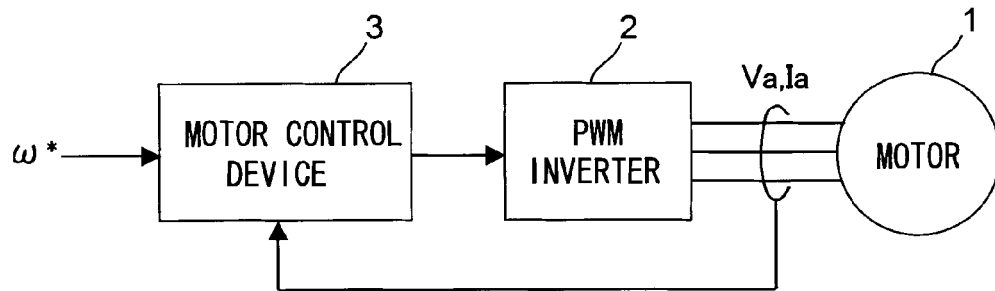 3
2
1
Va,Ia
ω*
MOTOR CONTROL
DEVICE
PWM
INVERTER
MOTOR